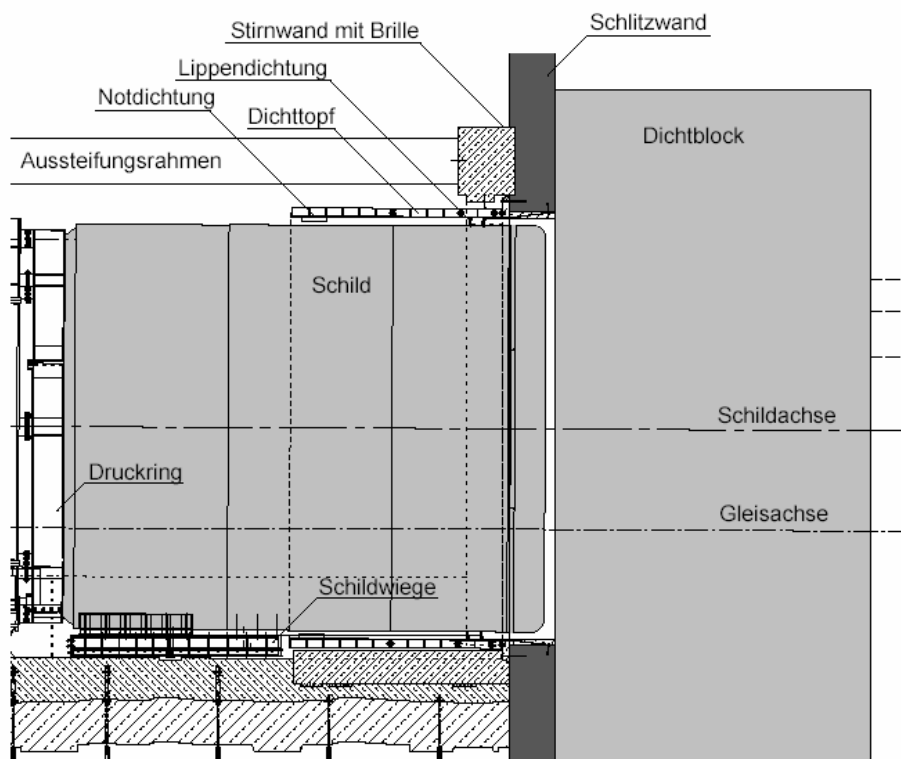 Schlitzwand
Stirnwand mit Brille
Lippendichtung
Notdichtung
Dichttopf
Dichtblock
Aussteifungsrahmen
Schild
Schildachse
Druckring
Gleisachse
Schildwiege